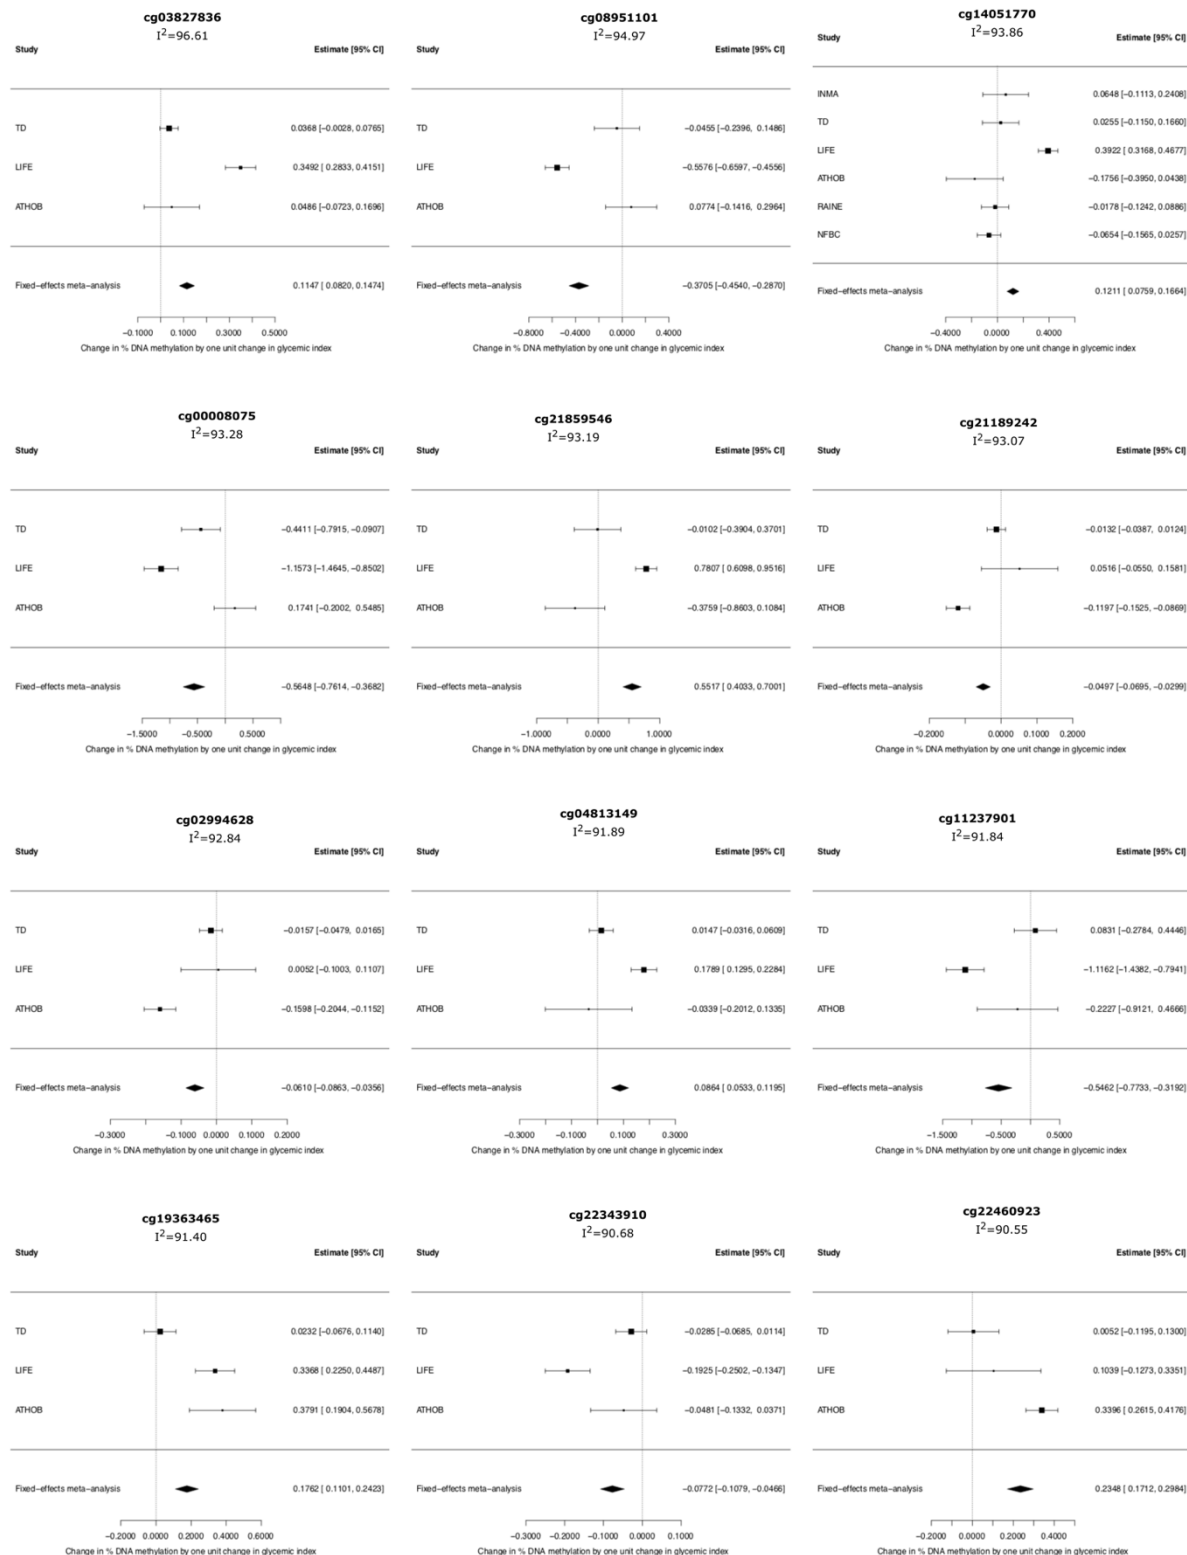 cg03827836
I²=96.61
Study Estimate [95% CI]
TD 0.0368 [−0.0028, 0.0765]
LIFE 0.3492 [0.2833, 0.4151]
ATHOB 0.0486 [−0.0723, 0.1696]
Fixed−effects meta−analysis 0.1147 [ 0.0820, 0.1474]
−0.1000 0.1000 0.3000 0.5000
Change in % DNA methylation by one unit change in glycemic index
cg08951101
I²=94.97
Study Estimate [95% CI]
TD −0.0455 [−0.2396, 0.1486]
LIFE −0.5576 [−0.6597, −0.4556]
ATHOB 0.0774 [−0.1416, 0.2964]
Fixed−effects meta−analysis −0.3705 [−0.4540, −0.2870]
−0.8000 −0.4000 0.0000 0.4000
Change in % DNA methylation by one unit change in glycemic index
cg14051770
I²=93.86
Study Estimate [95% CI]
INMA 0.0648 [−0.1113, 0.2408]
TD 0.0255 [−0.1150, 0.1660]
LIFE 0.3922 [ 0.3168, 0.4677]
ATHOB −0.1756 [−0.3950, 0.0438]
RAINE −0.0178 [−0.1242, 0.0886]
NFBC −0.0654 [−0.1565, 0.0257]
Fixed−effects meta−analysis 0.1211 [ 0.0759, 0.1664]
−0.4000 0.0000 0.4000
Change in % DNA methylation by one unit change in glycemic index
cg00008075
I²=93.28
Study Estimate [95% CI]
TD −0.4411 [−0.7915, −0.0907]
LIFE −1.1573 [−1.4645, −0.8502]
ATHOB 0.1741 [−0.2002, 0.5485]
Fixed−effects meta−analysis −0.5648 [−0.7614, −0.3682]
−1.5000 −0.5000 0.5000
Change in % DNA methylation by one unit change in glycemic index
cg21859546
I²=93.19
Study Estimate [95% CI]
TD −0.0102 [−0.3904, 0.3701]
LIFE 0.7807 [ 0.6098, 0.9516]
ATHOB −0.3759 [−0.8603, 0.1084]
Fixed−effects meta−analysis 0.5517 [ 0.4033, 0.7001]
−1.0000 0.0000 1.0000
Change in % DNA methylation by one unit change in glycemic index
cg21189242
I²=93.07
Study Estimate [95% CI]
TD −0.0132 [−0.0387, 0.0124]
LIFE 0.0516 [−0.0550, 0.1581]
ATHOB −0.1197 [−0.1525, −0.0869]
Fixed−effects meta−analysis −0.0497 [−0.0695, −0.0299]
−0.2000 0.0000 0.1000 0.2000
Change in % DNA methylation by one unit change in glycemic index
cg02994628
I²=92.84
Study Estimate [95% CI]
TD −0.0157 [−0.0479, 0.0165]
LIFE 0.0052 [−0.1003, 0.1107]
ATHOB −0.1598 [−0.2044, −0.1152]
Fixed−effects meta−analysis −0.0610 [−0.0863, −0.0356]
−0.3000 −0.1000 0.0000 0.2000
Change in % DNA methylation by one unit change in glycemic index
cg04813149
I²=91.89
Study Estimate [95% CI]
TD 0.0147 [−0.0316, 0.0609]
LIFE 0.1789 [ 0.1295, 0.2284]
ATHOB −0.0339 [−0.2012, 0.1335]
Fixed−effects meta−analysis 0.0864 [ 0.0533, 0.1195]
−0.3000 −0.1000 0.1000 0.3000
Change in % DNA methylation by one unit change in glycemic index
cg11237901
I²=91.84
Study Estimate [95% CI]
TD 0.0831 [−0.2784, 0.4446]
LIFE −1.1162 [−1.4382, −0.7941]
ATHOB −0.2227 [−0.9121, 0.4666]
Fixed−effects meta−analysis −0.5462 [−0.7733, −0.3192]
−1.5000 −0.5000 0.5000
Change in % DNA methylation by one unit change in glycemic index
cg19363465
I²=91.40
Study Estimate [95% CI]
TD 0.0232 [−0.0676, 0.1140]
LIFE 0.3368 [ 0.2250, 0.4487]
ATHOB 0.3791 [ 0.1904, 0.5678]
Fixed−effects meta−analysis 0.1762 [ 0.1101, 0.2423]
−0.2000 0.0000 0.2000 0.4000 0.6000
Change in % DNA methylation by one unit change in glycemic index
cg22343910
I²=90.68
Study Estimate [95% CI]
TD −0.0285 [−0.0685, 0.0114]
LIFE −0.1925 [−0.2502, −0.1347]
ATHOB −0.0481 [−0.1332, 0.0371]
Fixed−effects meta−analysis −0.0772 [−0.1079, −0.0466]
−0.3000 −0.2000 −0.1000 0.0000 0.1000
Change in % DNA methylation by one unit change in glycemic index
cg22460923
I²=90.55
Study Estimate [95% CI]
TD 0.0052 [−0.1195, 0.1300]
LIFE 0.1039 [−0.1273, 0.3351]
ATHOB 0.3396 [ 0.2615, 0.4176]
Fixed−effects meta−analysis 0.2348 [ 0.1712, 0.2984]
−0.2000 0.0000 0.2000 0.4000
Change in % DNA methylation by one unit change in glycemic index